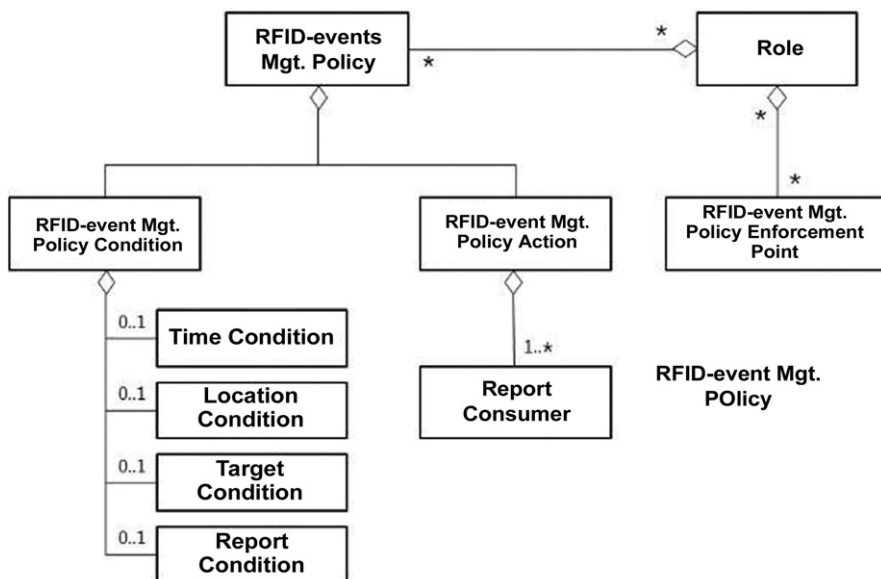 RFID-events
Mgt. Policy
*
*
Role
*
*
RFID-event Mgt.
Policy Condition
RFID-event Mgt.
Policy Action
RFID-event Mgt.
Policy Enforcement
Point
0..1
Time Condition
0..1
Location
Condition
0..1
Target
Condition
0..1
Report
Condition
1..*
Report
Consumer
RFID-event Mgt.
POlicy